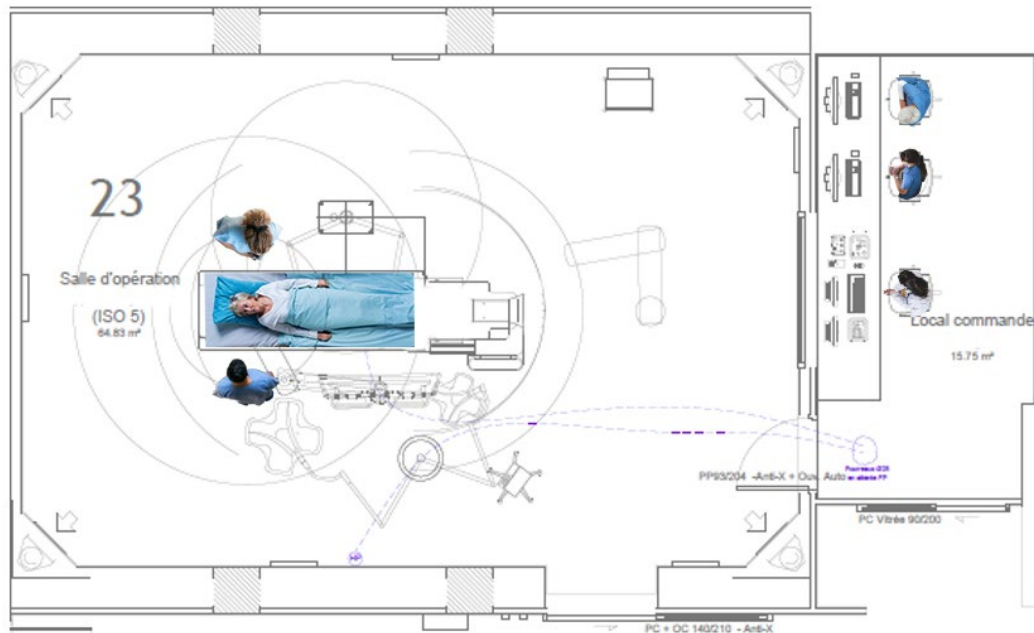 23
Salle d'opération
(ISO 5)
64.83 m²
Local commande
15.75 m²
PP93/204 -Anti-X + Ouv. Auto
PC Vitrée 90/200
HP
PC + OC 140/210 - Anti-X